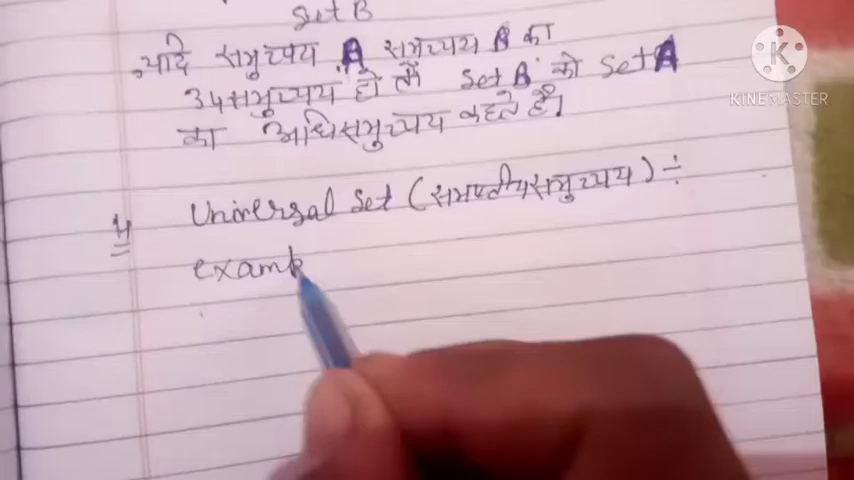 Set B
यदि समुच्चय A समुच्चय B का
उपसमुच्चय हो तो Set B को Set A
का अधिसमुच्चय कहते हैं।
4 Universal Set (समष्टीय समुच्चय) ÷
examp
K
KINEMASTER